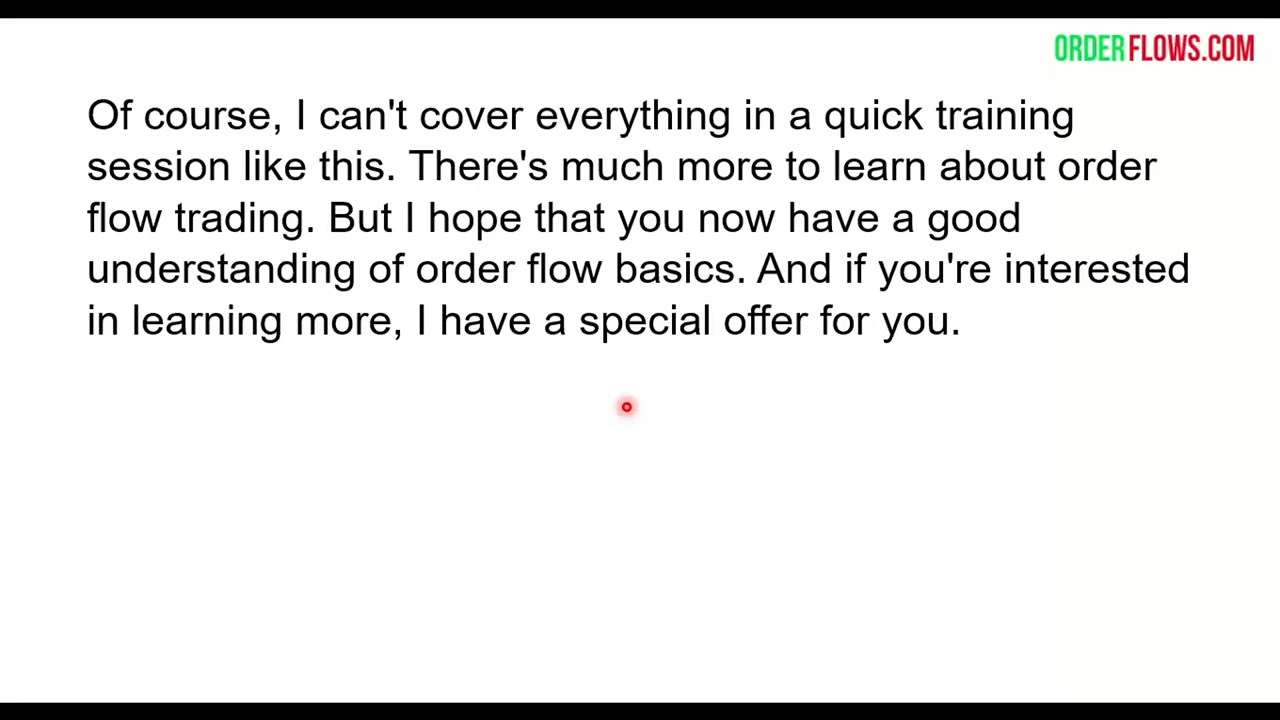 ORDERFLOWS.COM
Of course, I can't cover everything in a quick training
session like this. There's much more to learn about order
flow trading. But I hope that you now have a good
understanding of order flow basics. And if you're interested
in learning more, I have a special offer for you.